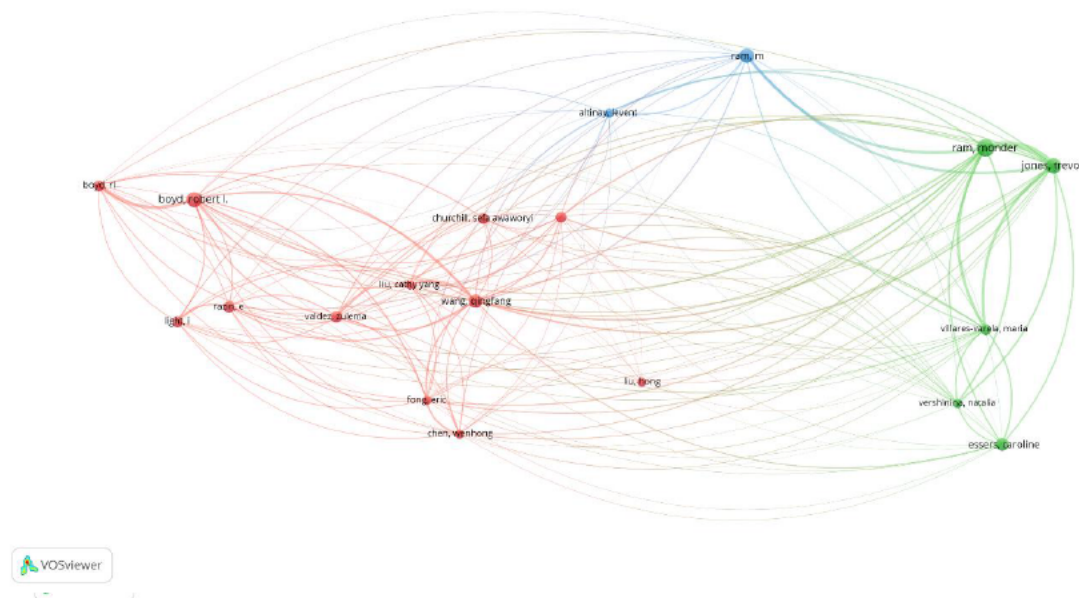 ram, m
altinay, levent
ram, monder
jones, trevo
boyd, rl
boyd, robert l.
churchill, sefa awaworyi
liu, cathy yang
wang, qingfang
razin, e
light, i
valdez, zulema
villares-varela, maria
liu, hong
fong, eric
vershinina, natalia
chen, wenhong
essers, caroline
VOSviewer